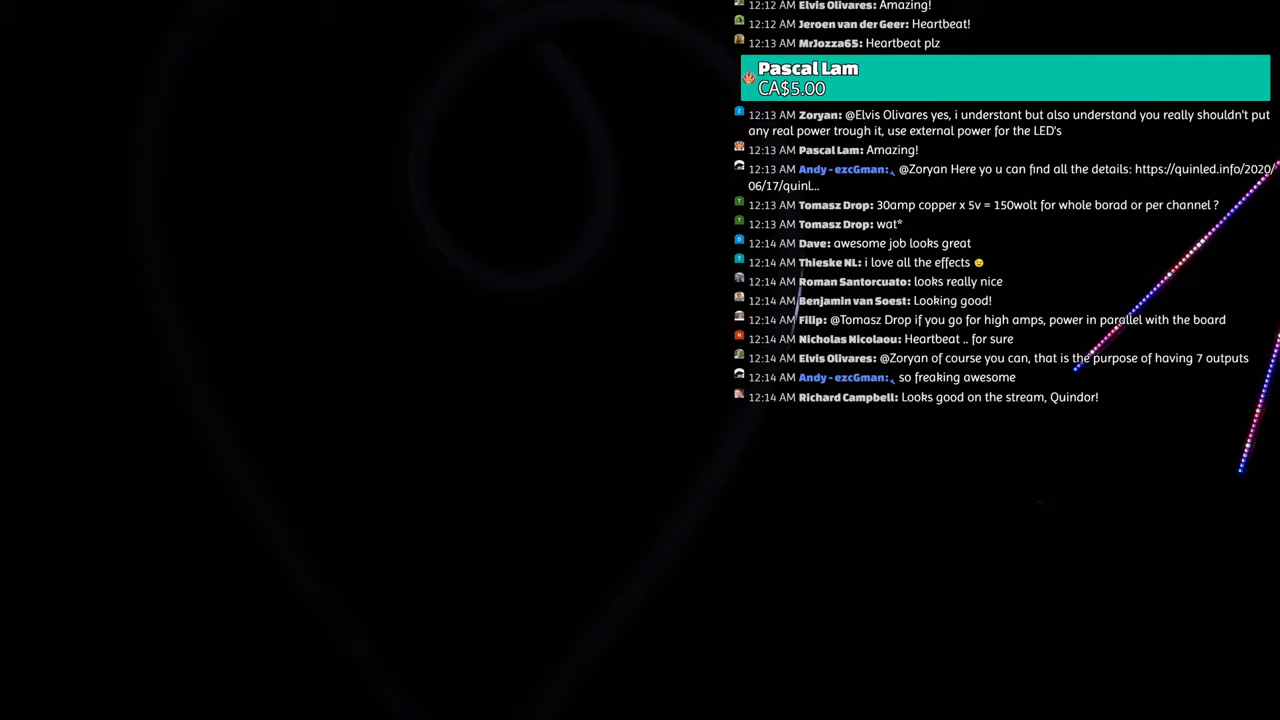 12:12 AM Elvis Olivares: Amazing!
12:12 AM Jeroen van der Geer: Heartbeat!
12:13 AM MrJozza65: Heartbeat plz
Pascal Lam
CA$5.00
12:13 AM Zoryan: @Elvis Olivares yes, i understant but also understand you really shouldn't put
any real power trough it, use external power for the LED's
12:13 AM Pascal Lam: Amazing!
12:13 AM Andy - ezcGman: @Zoryan Here yo u can find all the details: https://quinled.info/2020/
06/17/quinl...
12:13 AM Tomasz Drop: 30amp copper x 5v = 150wolt for whole borad or per channel ?
12:13 AM Tomasz Drop: wat*
12:14 AM Dave: awesome job looks great
12:14 AM Thieske NL: i love all the effects
12:14 AM Roman Santorcuato: looks really nice
12:14 AM Benjamin van Soest: Looking good!
12:14 AM Filip: @Tomasz Drop if you go for high amps, power in parallel with the board
12:14 AM Nicholas Nicolaou: Heartbeat .. for sure
12:14 AM Elvis Olivares: @Zoryan of course you can, that is the purpose of having 7 outputs
12:14 AM Andy - ezcGman: so freaking awesome
12:14 AM Richard Campbell: Looks good on the stream, Quindor!